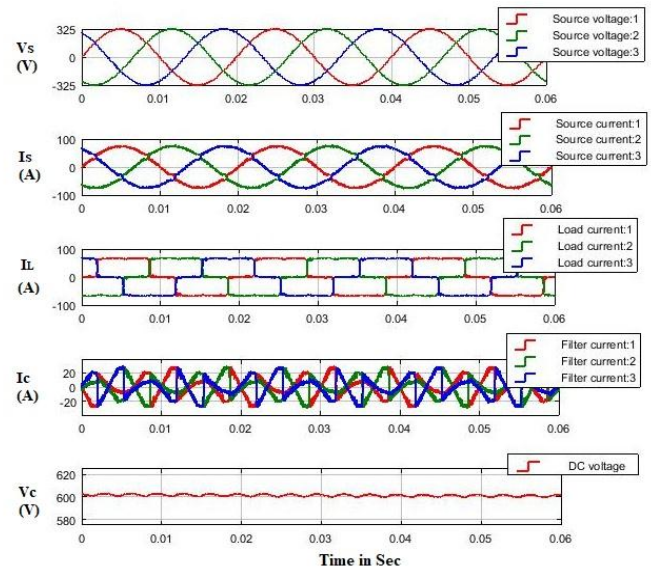 Vs
(V)
325
0
-325
0
0.01
0.02
0.03
0.04
0.05
0.06
Source voltage:1
Source voltage:2
Source voltage:3
Is
(A)
100
0
-100
0
0.01
0.02
0.03
0.04
0.05
0.06
Source current:1
Source current:2
Source current:3
IL
(A)
100
0
-100
0
0.01
0.02
0.03
0.04
0.05
0.06
Load current:1
Load current:2
Load current:3
Ic
(A)
20
0
-20
0
0.01
0.02
0.03
0.04
0.05
0.06
Filter current:1
Filter current:2
Filter current:3
Vc
(V)
620
600
580
0
0.01
0.02
0.03
0.04
0.05
0.06
DC voltage
Time in Sec